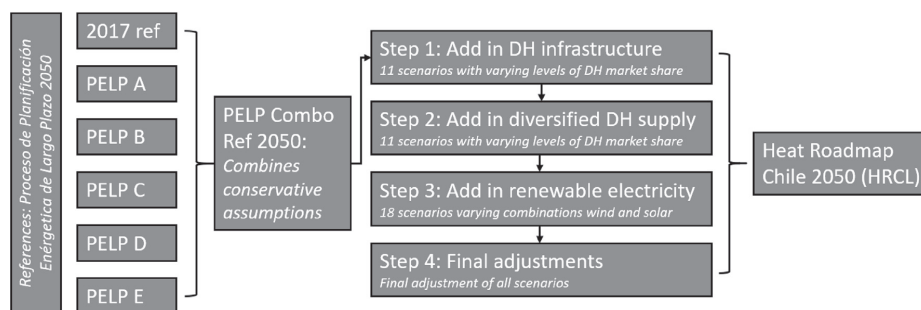 References: Proceso de Planificación
Enérgetica de Largo Plazo 2050
2017 ref
PELP A
PELP B
PELP C
PELP D
PELP E
PELP Combo
Ref 2050:
Combines
conservative
assumptions
Step 1: Add in DH infrastructure
11 scenarios with varying levels of DH market share
Step 2: Add in diversified DH supply
11 scenarios with varying levels of DH market share
Step 3: Add in renewable electricity
18 scenarios varying combinations wind and solar
Step 4: Final adjustments
Final adjustment of all scenarios
Heat Roadmap
Chile 2050 (HRCL)